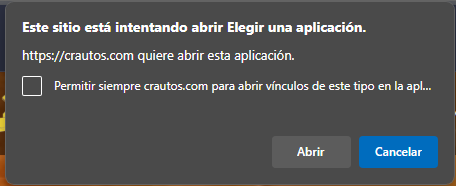 Este sitio está intentando abrir Elegir una aplicación.
https://crautos.com quiere abrir esta aplicación.
Permitir siempre crautos.com para abrir vínculos de este tipo en la apl...
Abrir
Cancelar